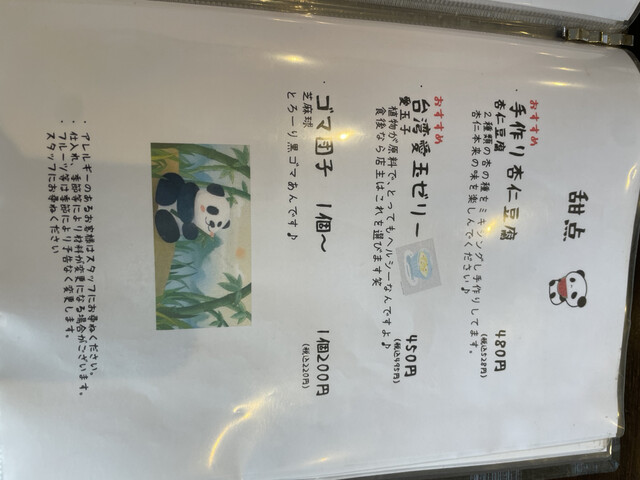 甜点
おすすめ
・手作り杏仁豆腐 480円
杏仁豆腐 (税込528円)
2種類の杏の種をミキシングし手作りしてます。
杏仁本来の味を楽しんでください♪
おすすめ
・台湾愛玉ゼリー 450円
愛玉子 (税込495円)
植物が原料で、とってもヘルシーなんですよ♪
食後なら店主はこれを選びます笑
・ゴマ団子 1個〜 1個200円
芝麻球 (税込220円)
とろーり黒ゴマあんです♪
・アレルギーのあるお客様はスタッフにお尋ねください。
・仕入れ、季節等により材料が変更になる場合がございます。
・フルーツ等は季節により予告なく変更します。
スタッフにお尋ねください